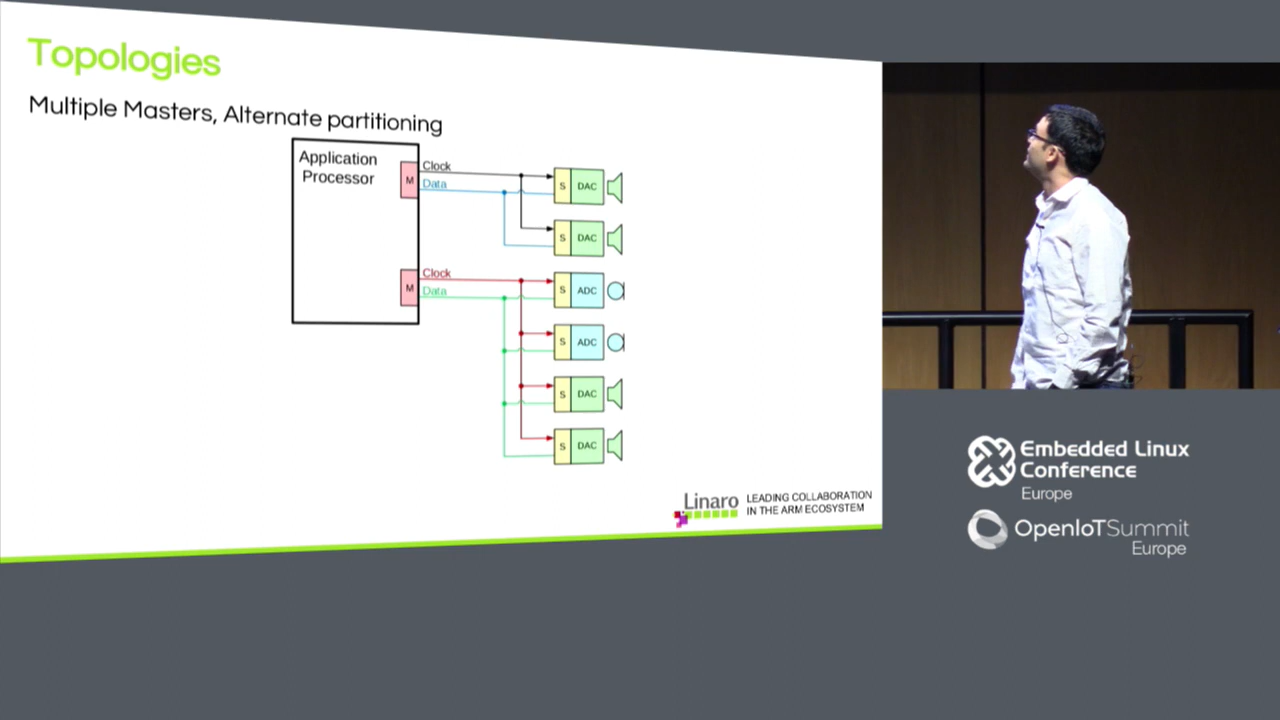 Topologies
Multiple Masters, Alternate partitioning
Application
Processor
M
Clock
Data
S DAC
S DAC
M
Clock
Data
S ADC
S ADC
S DAC
S DAC
Linaro
LEADING COLLABORATION
IN THE ARM ECOSYSTEM
Embedded Linux
Conference
Europe
OpenIoTSummit
Europe